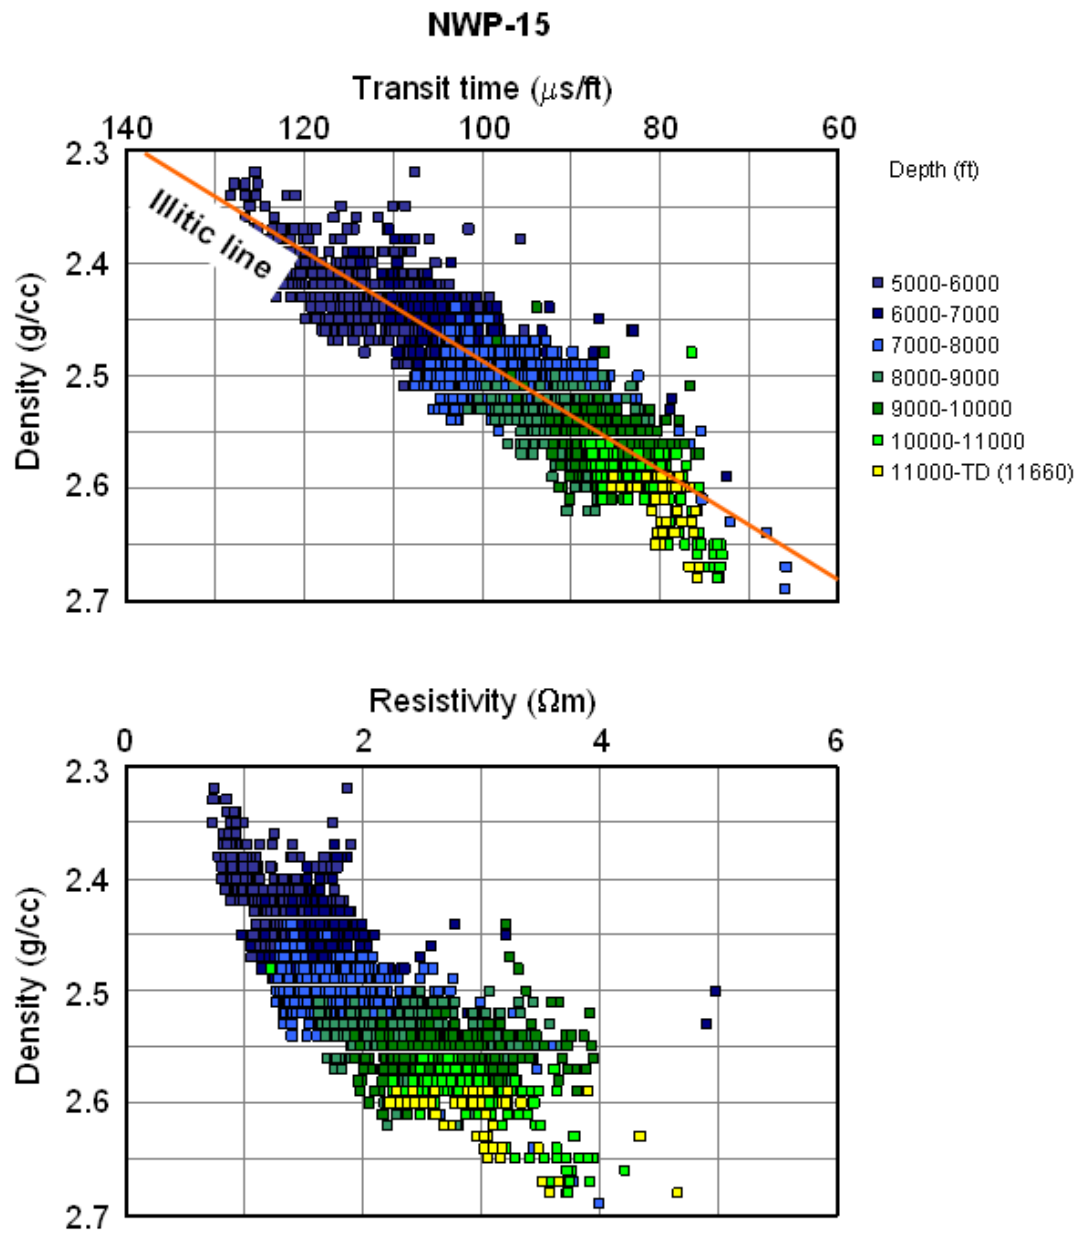 NWP-15
Transit time (μs/ft)
140 120 100 80 60
2.3
2.4
2.5
2.6
2.7
Density (g/cc)
Illitic line
Depth (ft)
5000-6000
6000-7000
7000-8000
8000-9000
9000-10000
10000-11000
11000-TD (11660)
Resistivity (Ωm)
0 2 4 6
2.3
2.4
2.5
2.6
2.7
Density (g/cc)